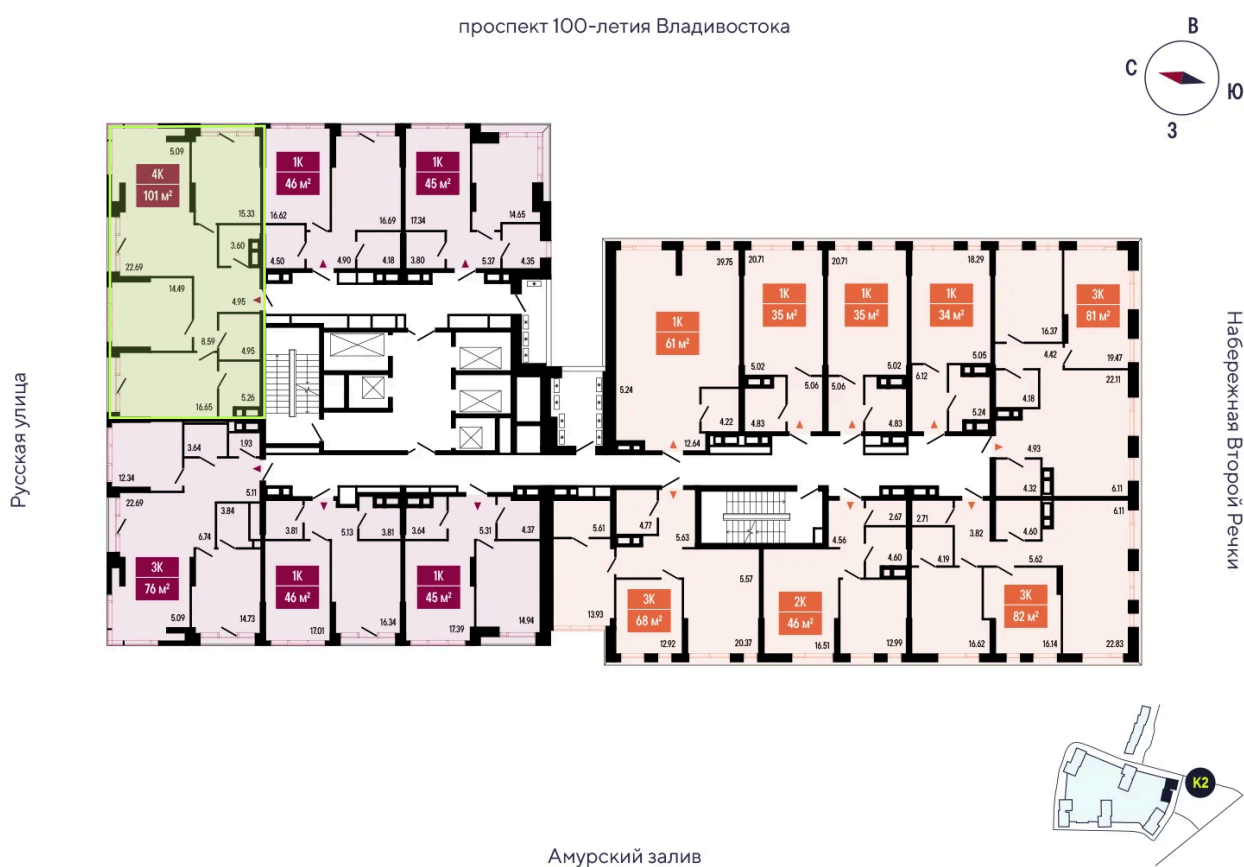 проспект 100-летия Владивостока
В
С
Ю
З
Русская улица
Набережная Второй Речки
4К
101 м²
5.09
15.33
3.60
22.69
14.49
4.95
8.59
4.95
16.65
5.26
1К
46 м²
16.62
16.69
4.50
4.90
4.18
1К
45 м²
17.34
14.65
3.80
5.37
4.35
39.75
1К
61 м²
5.24
4.22
12.64
20.71
1К
35 м²
5.02
5.06
4.83
20.71
1К
35 м²
5.02
5.06
4.83
18.29
1К
34 м²
5.05
6.12
5.24
3К
81 м²
16.37
4.42
19.47
22.11
4.18
4.93
4.32
6.11
12.34
3.64
1.93
5.11
22.69
3.84
6.74
3К
76 м²
5.09
14.73
3.81
5.13
3.81
1К
46 м²
17.01
16.34
3.64
5.31
4.37
1К
45 м²
17.39
14.94
5.61
4.77
5.63
5.57
3К
68 м²
13.93
12.92
20.37
2.67
4.56
4.60
2К
46 м²
16.51
12.99
2.71
3.82
4.60
6.11
4.19
5.62
3К
82 м²
16.62
16.14
22.83
К2
Амурский залив